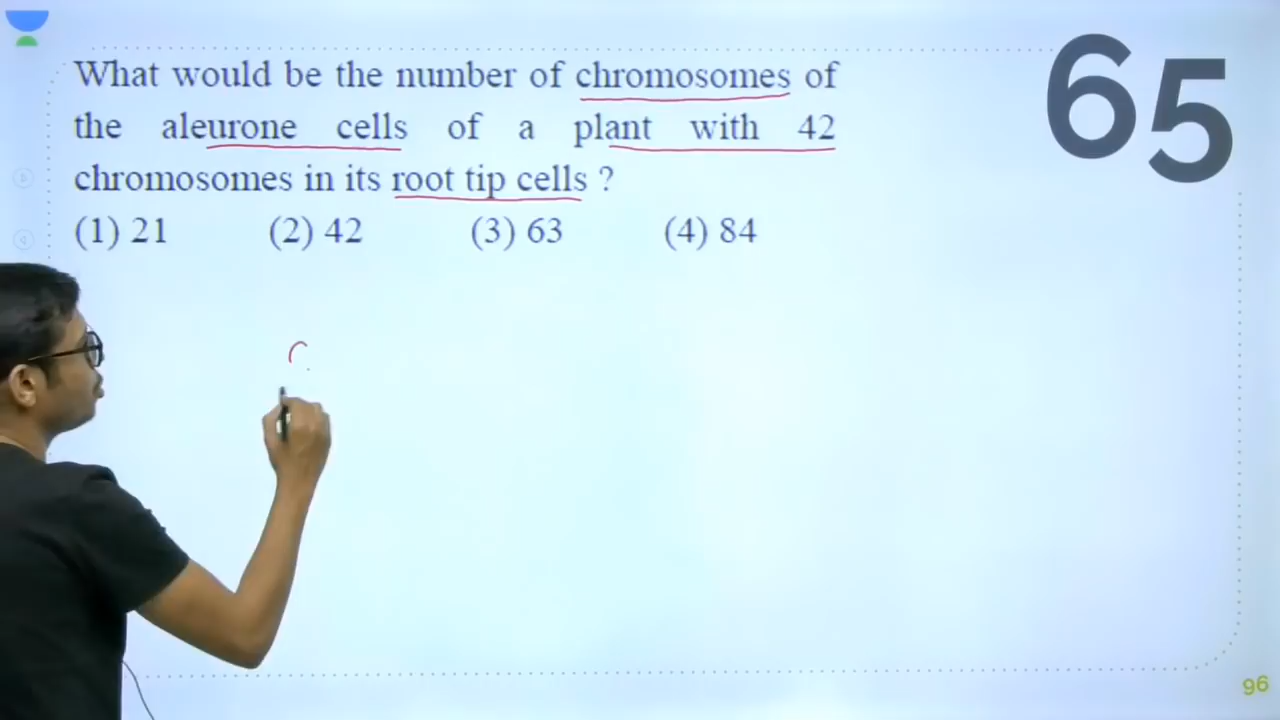 What would be the number of chromosomes of
the aleurone cells of a plant with 42
chromosomes in its root tip cells ?
(1) 21 (2) 42 (3) 63 (4) 84
65
96